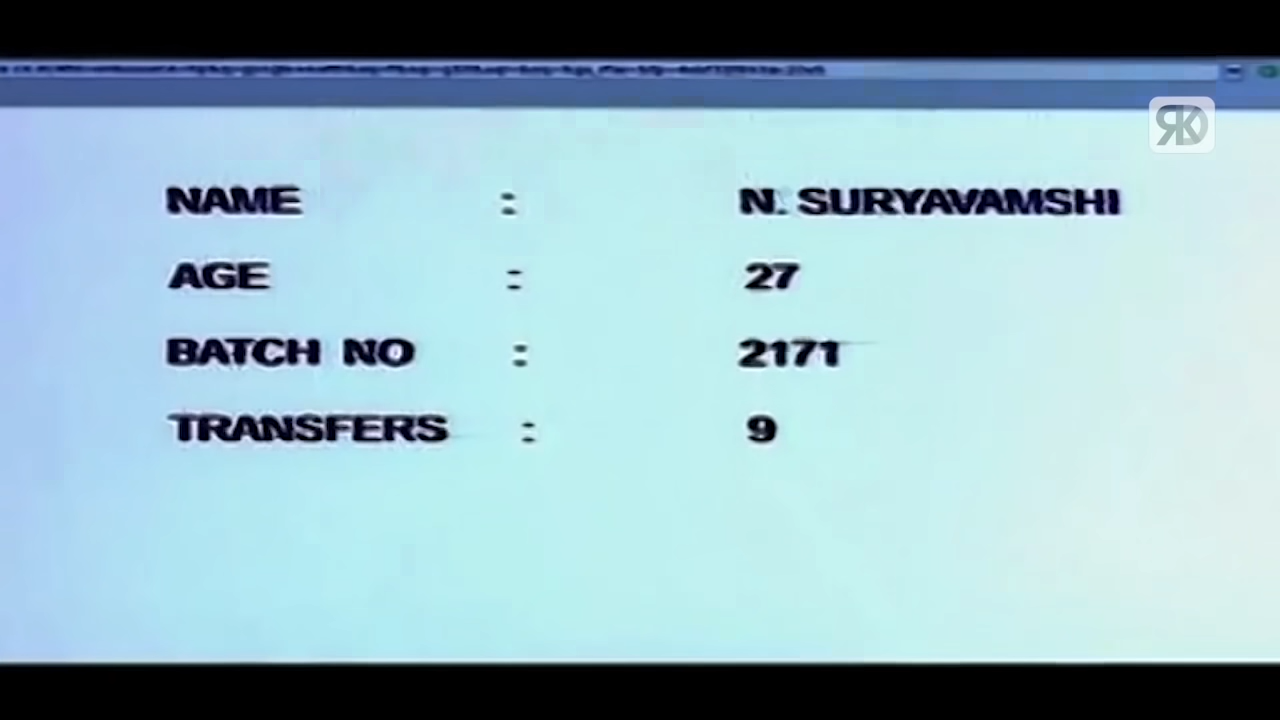 NAME : N. SURYAVAMSHI
AGE : 27
BATCH NO : 2171
TRANSFERS : 9